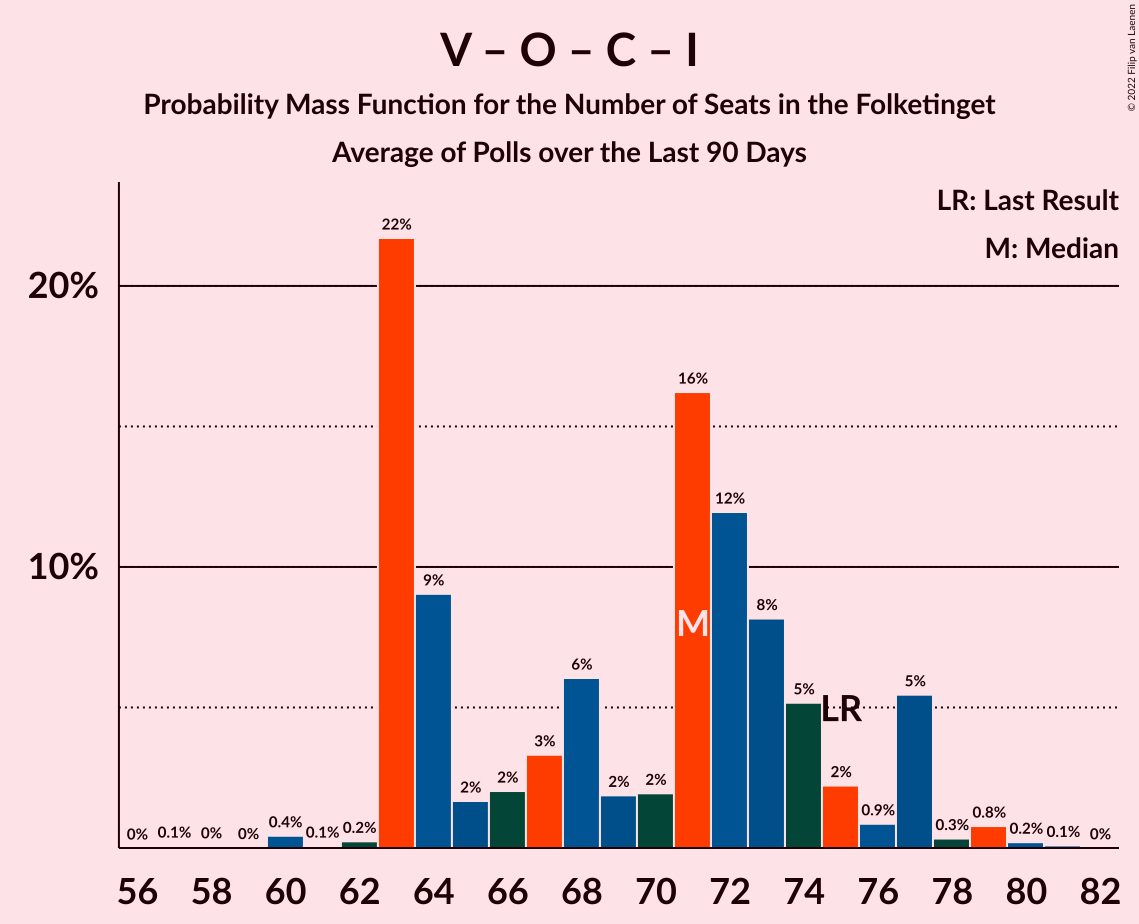 V – O – C – I
Probability Mass Function for the Number of Seats in the Folketinget
Average of Polls over the Last 90 Days
© 2022 Filip van Laenen
LR: Last Result
M: Median
20%
10%
0% 0.1% 0% 0% 0.4% 0.1% 0.2% 22% 9% 2% 2% 3% 6% 2% 2% 16% 12% 8% 5% 2% 0.9% 5% 0.3% 0.8% 0.2% 0.1% 0%
M
LR
56 58 60 62 64 66 68 70 72 74 76 78 80 82